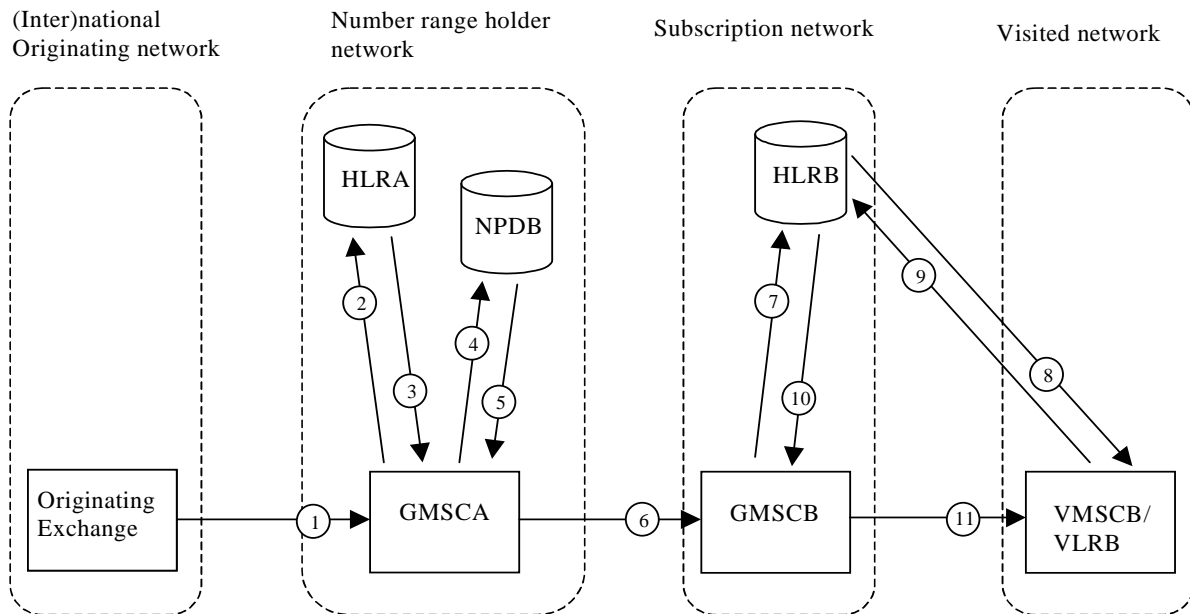 (Inter)national
Originating network
Number range holder
network
Subscription network
Visited network
HLRA
NPDB
HLRB
2
4
3
5
7
10
9
8
Originating
Exchange
1
GMSCA
6
GMSCB
11
VMSCB/
VLRB